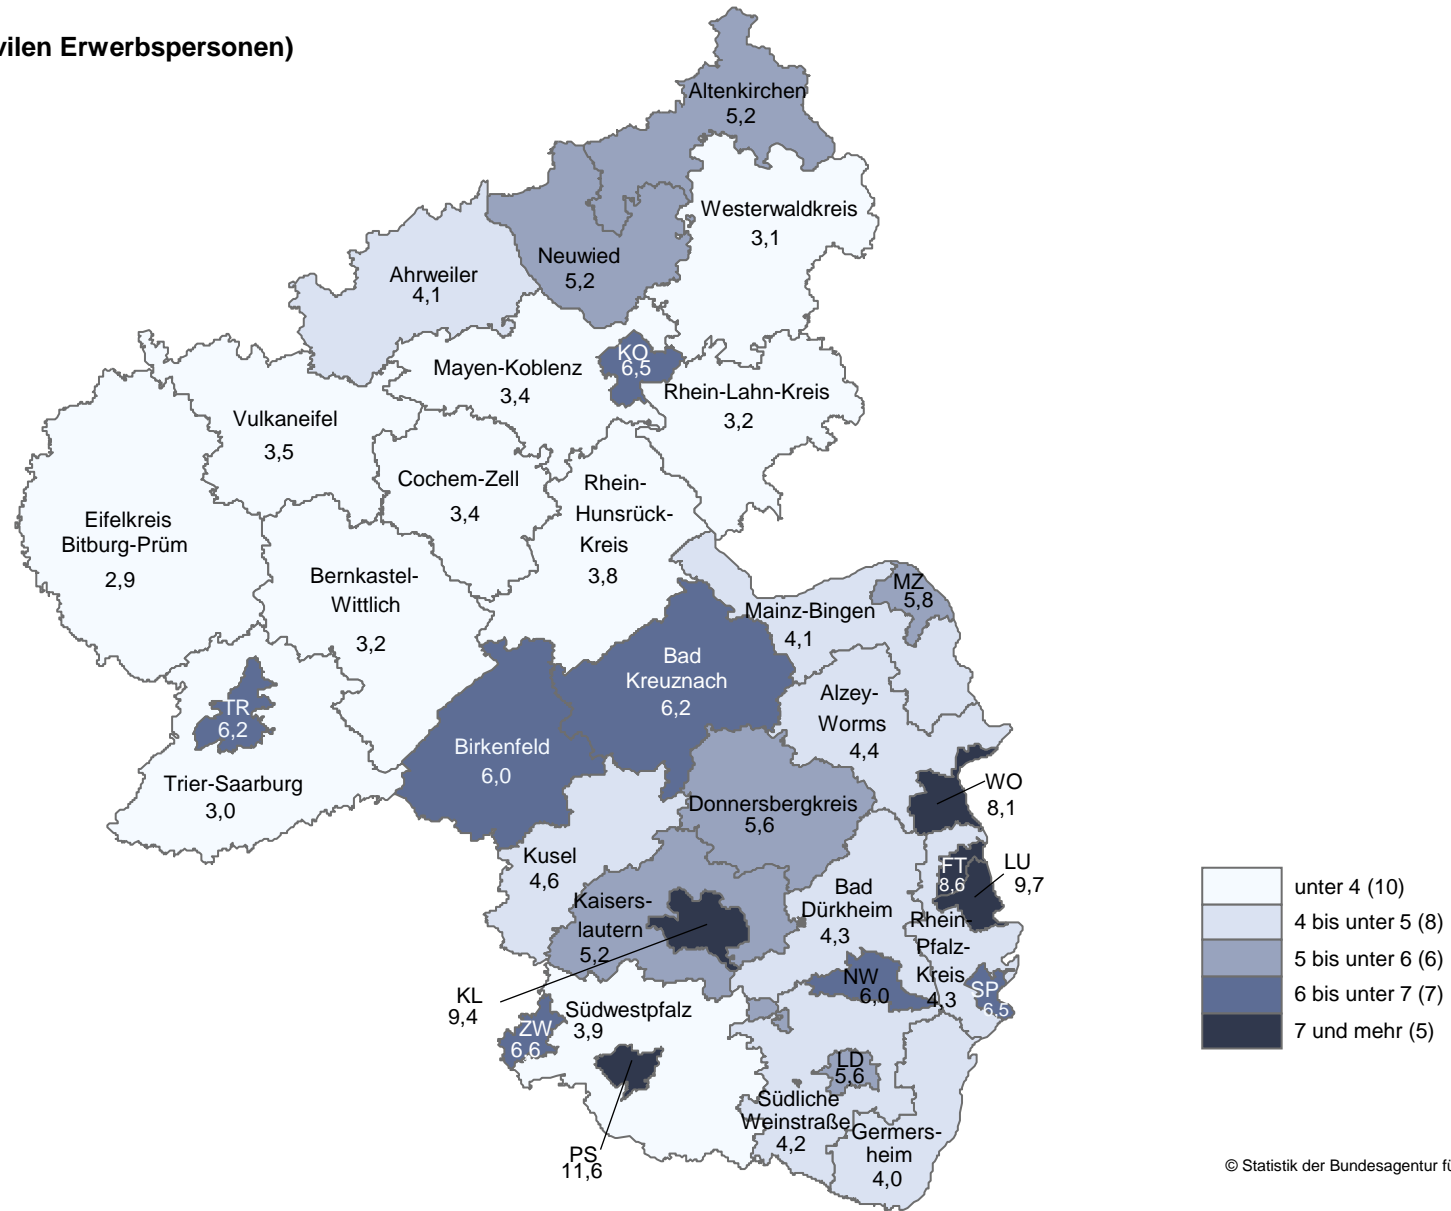 vilen Erwerbspersonen)
Altenkirchen
5,2
Westerwaldkreis
3,1
Neuwied
5,2
Ahrweiler
4,1
KO
6,5
Mayen-Koblenz
3,4
Rhein-Lahn-Kreis
3,2
Vulkaneifel
3,5
Cochem-Zell
3,4
Rhein-
Hunsrück-
Kreis
3,8
Eifelkreis
Bitburg-Prüm
2,9
Bernkastel-
Wittlich
3,2
MZ
5,8
Mainz-Bingen
4,1
Bad
Kreuznach
6,2
Alzey-
Worms
4,4
TR
6,2
Birkenfeld
6,0
Trier-Saarburg
3,0
WO
8,1
Donnersbergkreis
5,6
Kusel
4,6
FT
8,6
LU
9,7
Kaisers-
lautern
5,2
Bad
Dürkheim
4,3
Rhein-
Pfalz-
Kreis
4,3
NW
6,0
SP
6,5
KL
9,4
Südwestpfalz
3,9
ZW
6,6
LD
5,6
Südliche
Weinstraße
4,2
Germers-
heim
4,0
PS
11,6
unter 4 (10)
4 bis unter 5 (8)
5 bis unter 6 (6)
6 bis unter 7 (7)
7 und mehr (5)
© Statistik der Bundesagentur fü